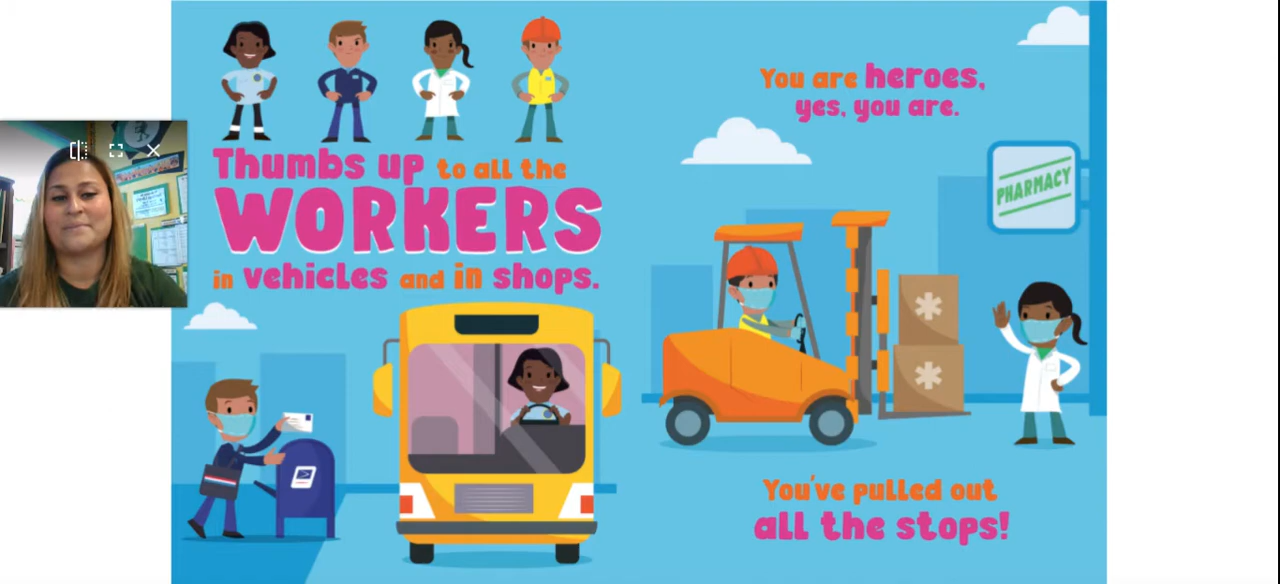 Thumbs up to all the
WORKERS
in vehicles and in shops.
You are heroes,
yes, you are.
PHARMACY
You've pulled out
all the stops!